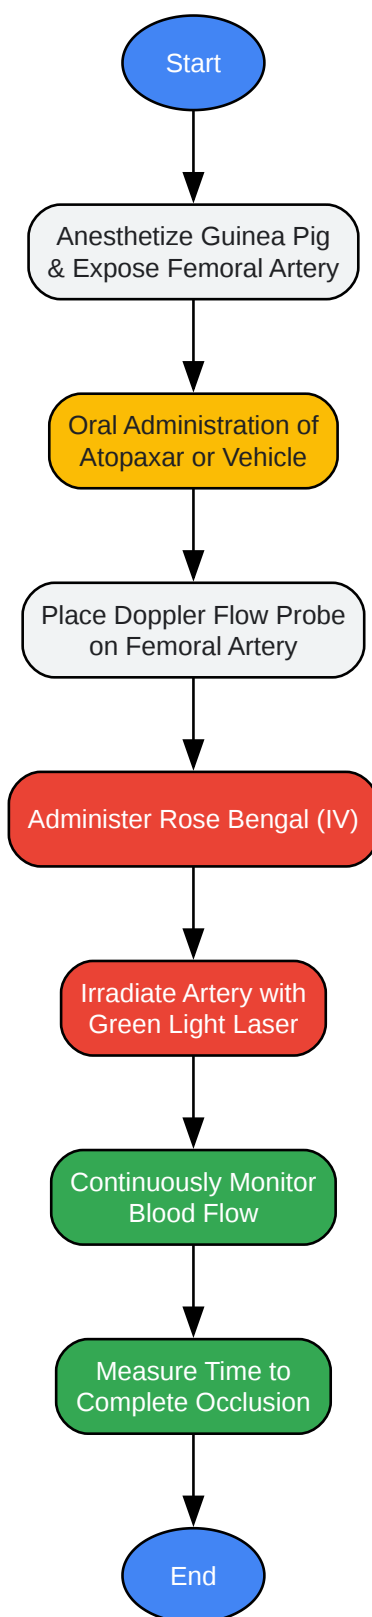 Start
Anesthetize Guinea Pig
& Expose Femoral Artery
Oral Administration of
Atopaxar or Vehicle
Place Doppler Flow Probe
on Femoral Artery
Administer Rose Bengal (IV)
Irradiate Artery with
Green Light Laser
Continuously Monitor
Blood Flow
Measure Time to
Complete Occlusion
End